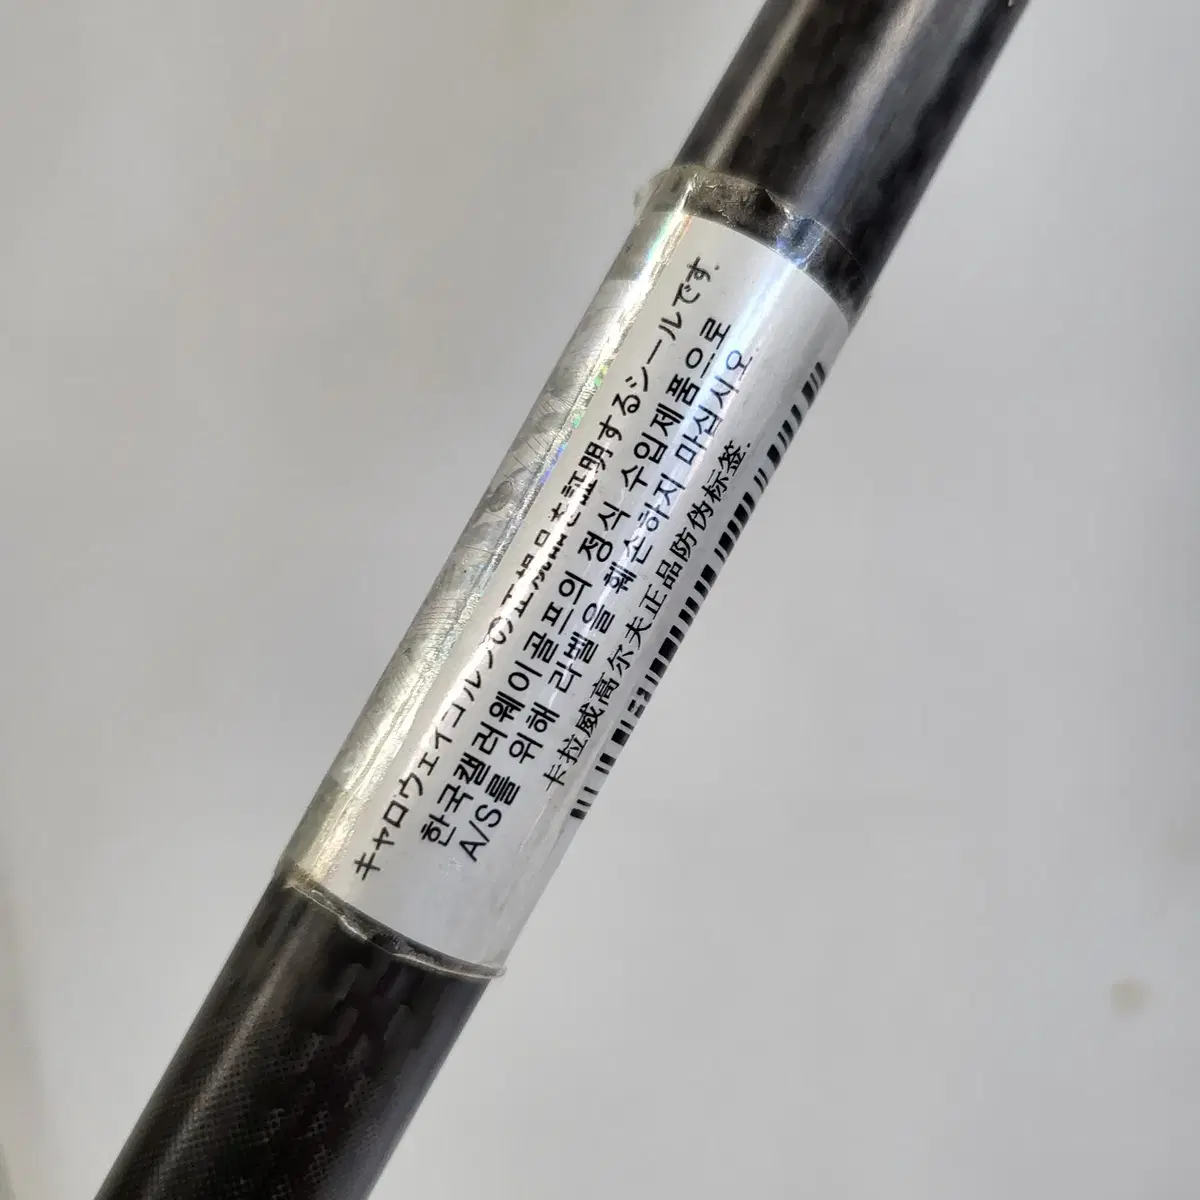 キャロウェイゴルフの正規品を証明するシールです.
한국캘러웨이골프의 정식 수입제품으로
A/S를 위해 라벨을 훼손하지 마십시오.
卡拉威高尔夫正品防伪标签.